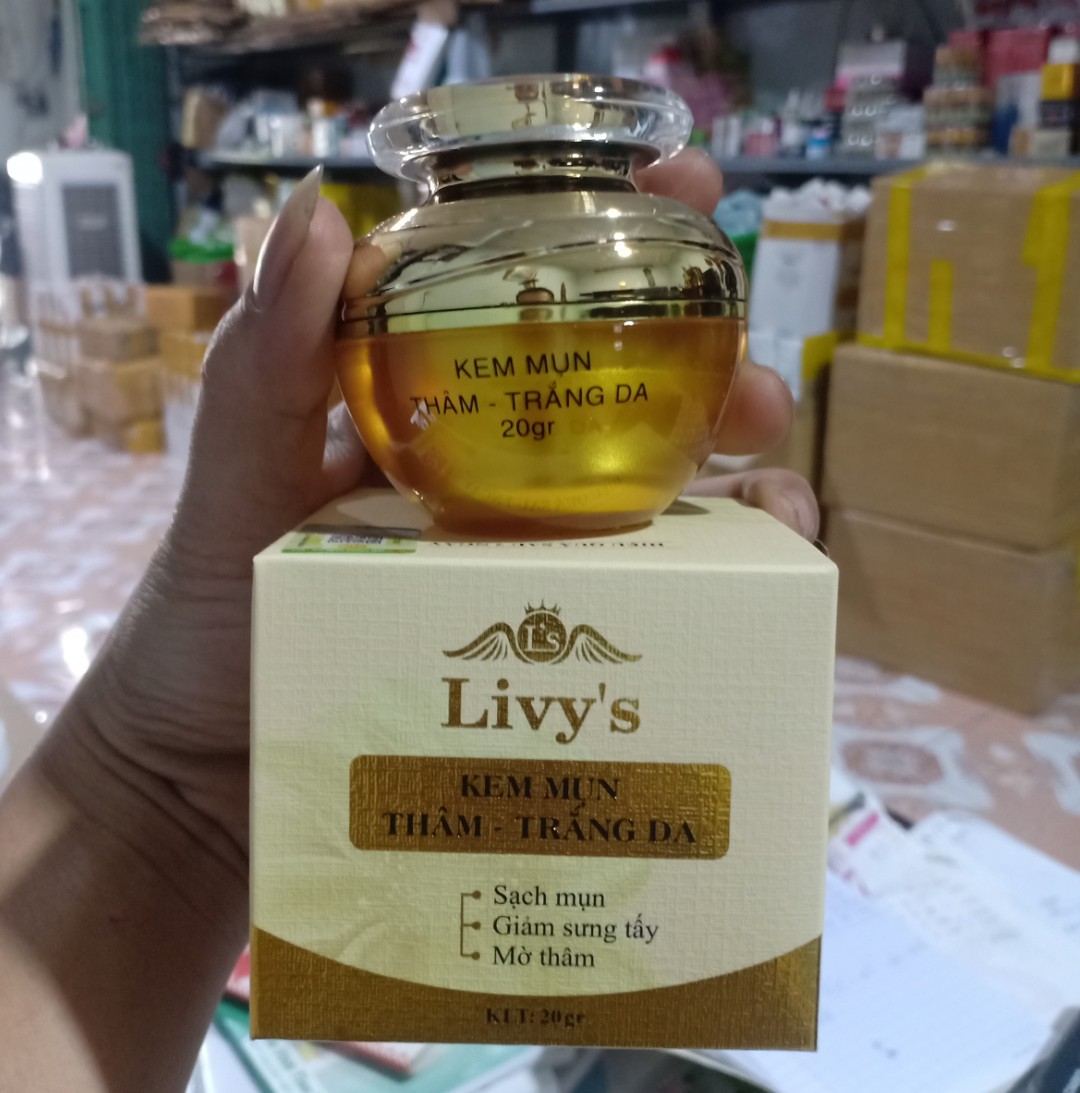 KEM MỤN
THÂM - TRẮNG DA
20gr
L's
Livy's
KEM MỤN
THÂM - TRẮNG DA
Sạch mụn
Giảm sưng tấy
Mờ thâm
KLT: 20gr